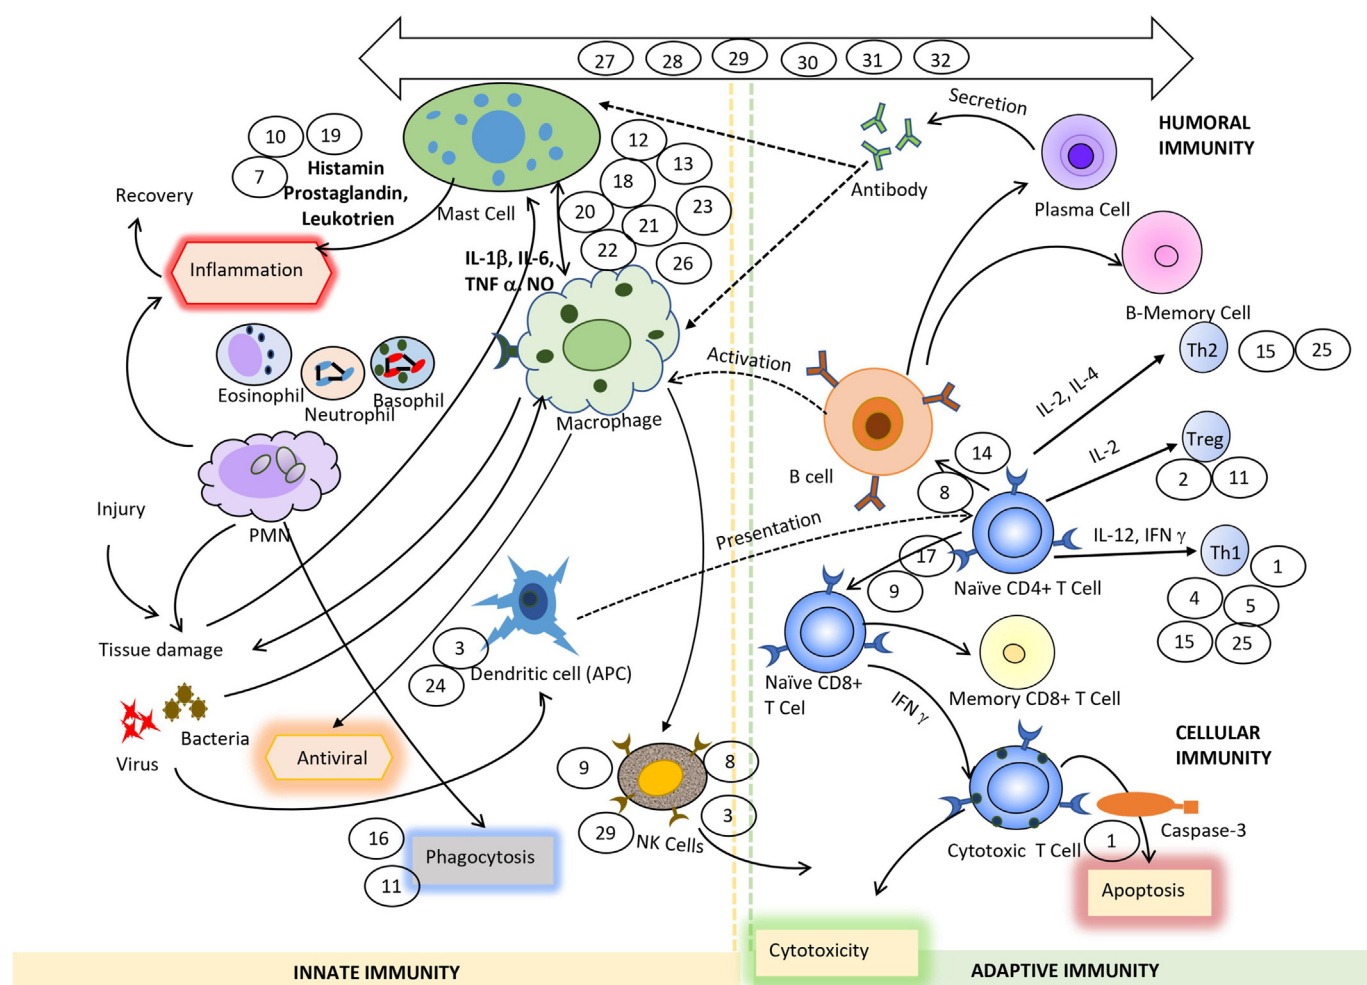 27 28 29 30 31 32
Secretion
HUMORAL
IMMUNITY
10 19
7
Histamin
Prostaglandin,
Leukotrien
Mast Cell
12
13
18
23
20
21
22
26
IL-1β, IL-6,
TNF α. NO
Antibody
Plasma Cell
B-Memory Cell
Recovery
Inflammation
Eosinophil
Neutrophil
Basophil
Macrophage
Activation
B cell
Th2
15 25
IL-2, IL-4
Treg
IL-2
2 11
14
8
Injury
PMN
Presentation
IL-12, IFN γ
Th1
1
4
5
15
25
17
9
Naïve CD4+ T Cell
Tissue damage
3
24
Dendritic cell (APC)
Naïve CD8+
T Cel
Memory CD8+ T Cell
IFN γ
Bacteria
Virus
Antiviral
CELLULAR
IMMUNITY
9
8
3
29
NK Cells
Cytotoxic T Cell
Caspase-3
1
Apoptosis
16
Phagocytosis
11
Cytotoxicity
INNATE IMMUNITY
ADAPTIVE IMMUNITY